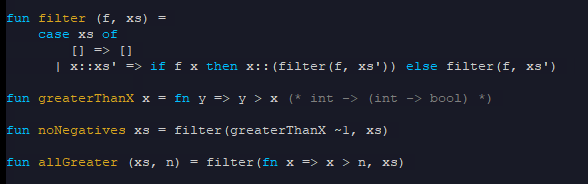 fun filter (f, xs) =
case xs of
[] => []
| x::xs' => if f x then x::(filter(f, xs')) else filter(f, xs')
fun greaterThanX x = fn y => y > x (* int -> (int -> bool) *)
fun noNegatives xs = filter(greaterThanX ~1, xs)
fun allGreater (xs, n) = filter(fn x => x > n, xs)